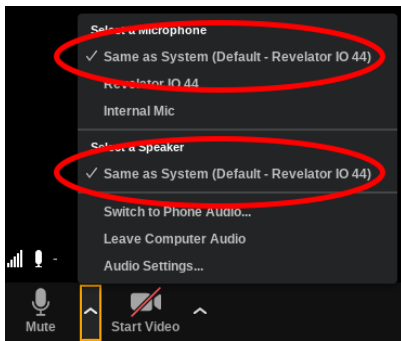 Select a Microphone
✓ Same as System (Default - Revelator IO 44)
Revelator IO 44
Internal Mic
Select a Speaker
✓ Same as System (Default - Revelator IO 44)
Switch to Phone Audio...
Leave Computer Audio
Audio Settings...
Mute
Start Video